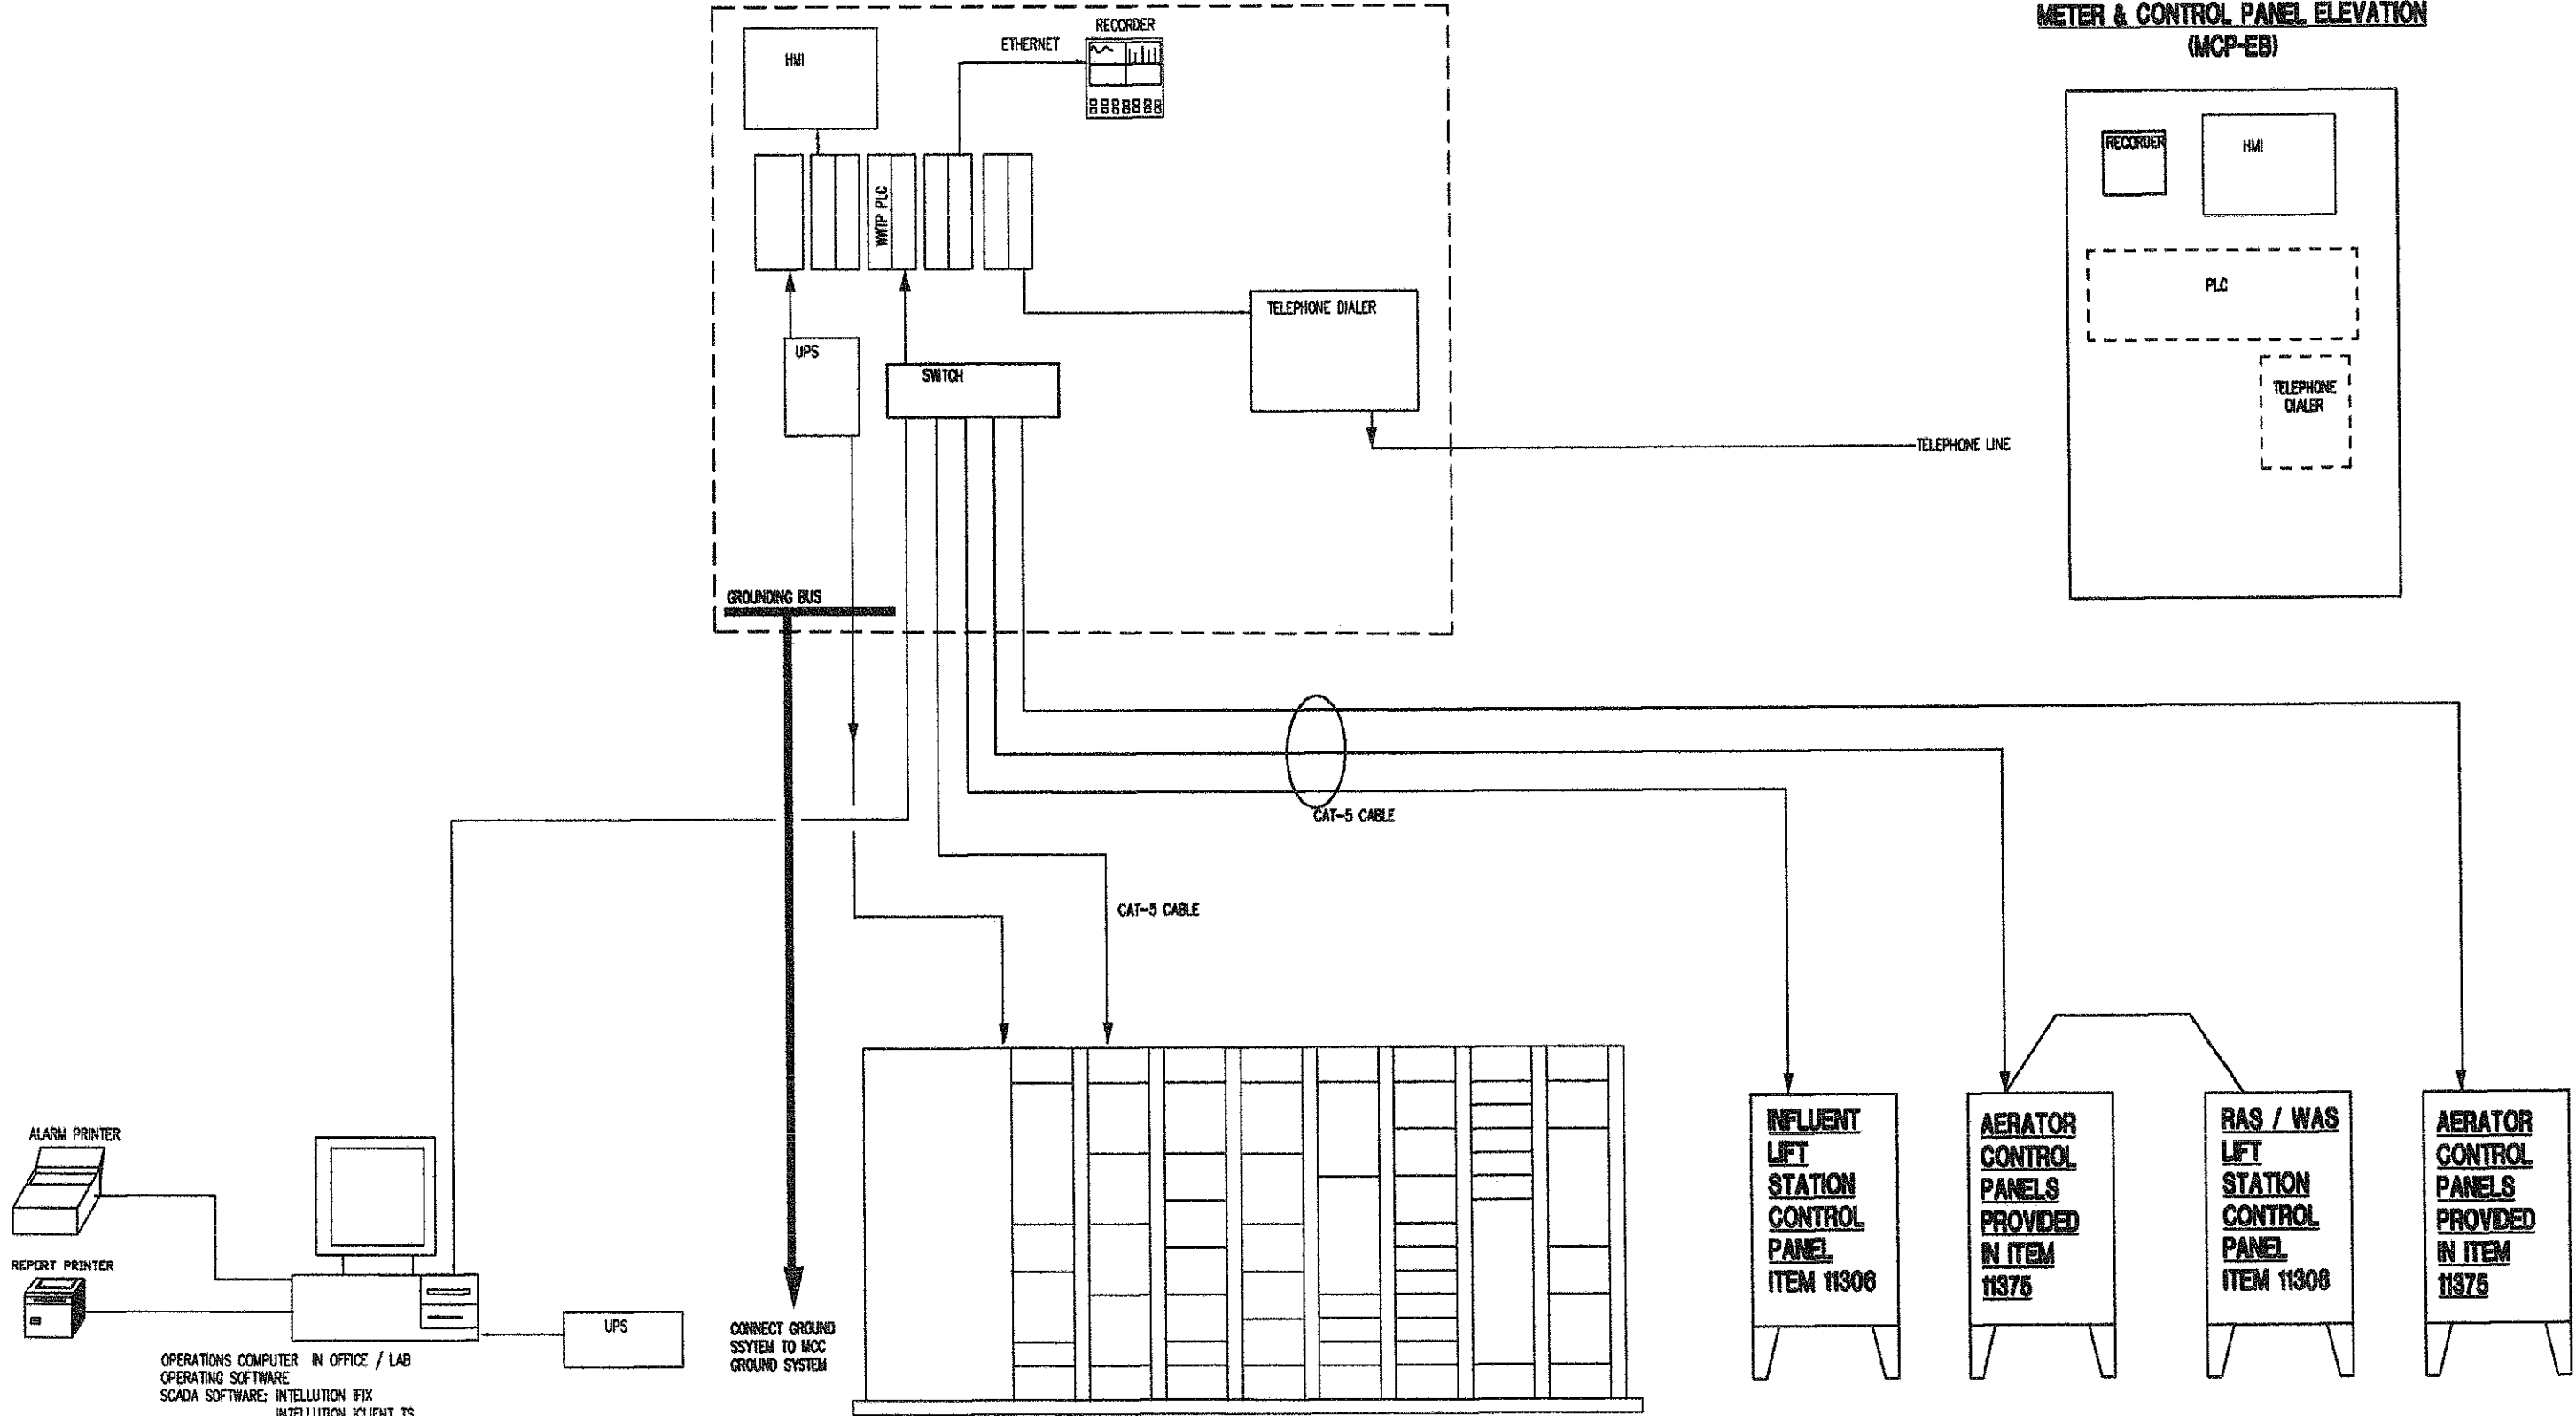 METER & CONTROL PANEL ELEVATION
(MCP-EB)
RECORDER
ETHERNET
HMI
WWTP PLC
UPS
SWITCH
TELEPHONE DIALER
TELEPHONE LINE
GROUNDING BUS
RECORDER
HMI
PLC
TELEPHONE
DIALER
CAT-5 CABLE
CAT-5 CABLE
ALARM PRINTER
REPORT PRINTER
UPS
OPERATIONS COMPUTER IN OFFICE / LAB
OPERATING SOFTWARE
SCADA SOFTWARE: INTELLUTION IFIX
INTELLUTION ICLIENT TS
CONNECT GROUND
SSYTEM TO MCC
GROUND SYSTEM
INFLUENT
LIFT
STATION
CONTROL
PANEL
ITEM 11306
AERATOR
CONTROL
PANELS
PROVIDED
IN ITEM
11375
RAS / WAS
LIFT
STATION
CONTROL
PANEL
ITEM 11306
AERATOR
CONTROL
PANELS
PROVIDED
IN ITEM
11375